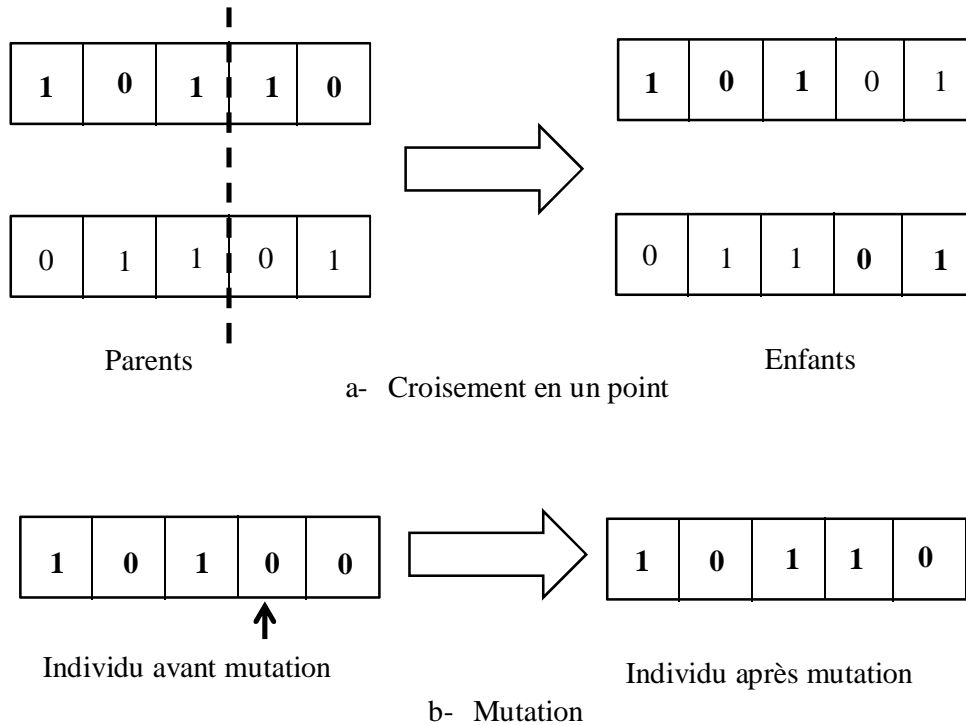 1 0 1 1 0
1 0 1 0 1
0 1 1 0 1
0 1 1 0 1
Parents
Enfants
a- Croisement en un point
1 0 1 0 0
1 0 1 1 0
Individu avant mutation
Individu après mutation
b- Mutation